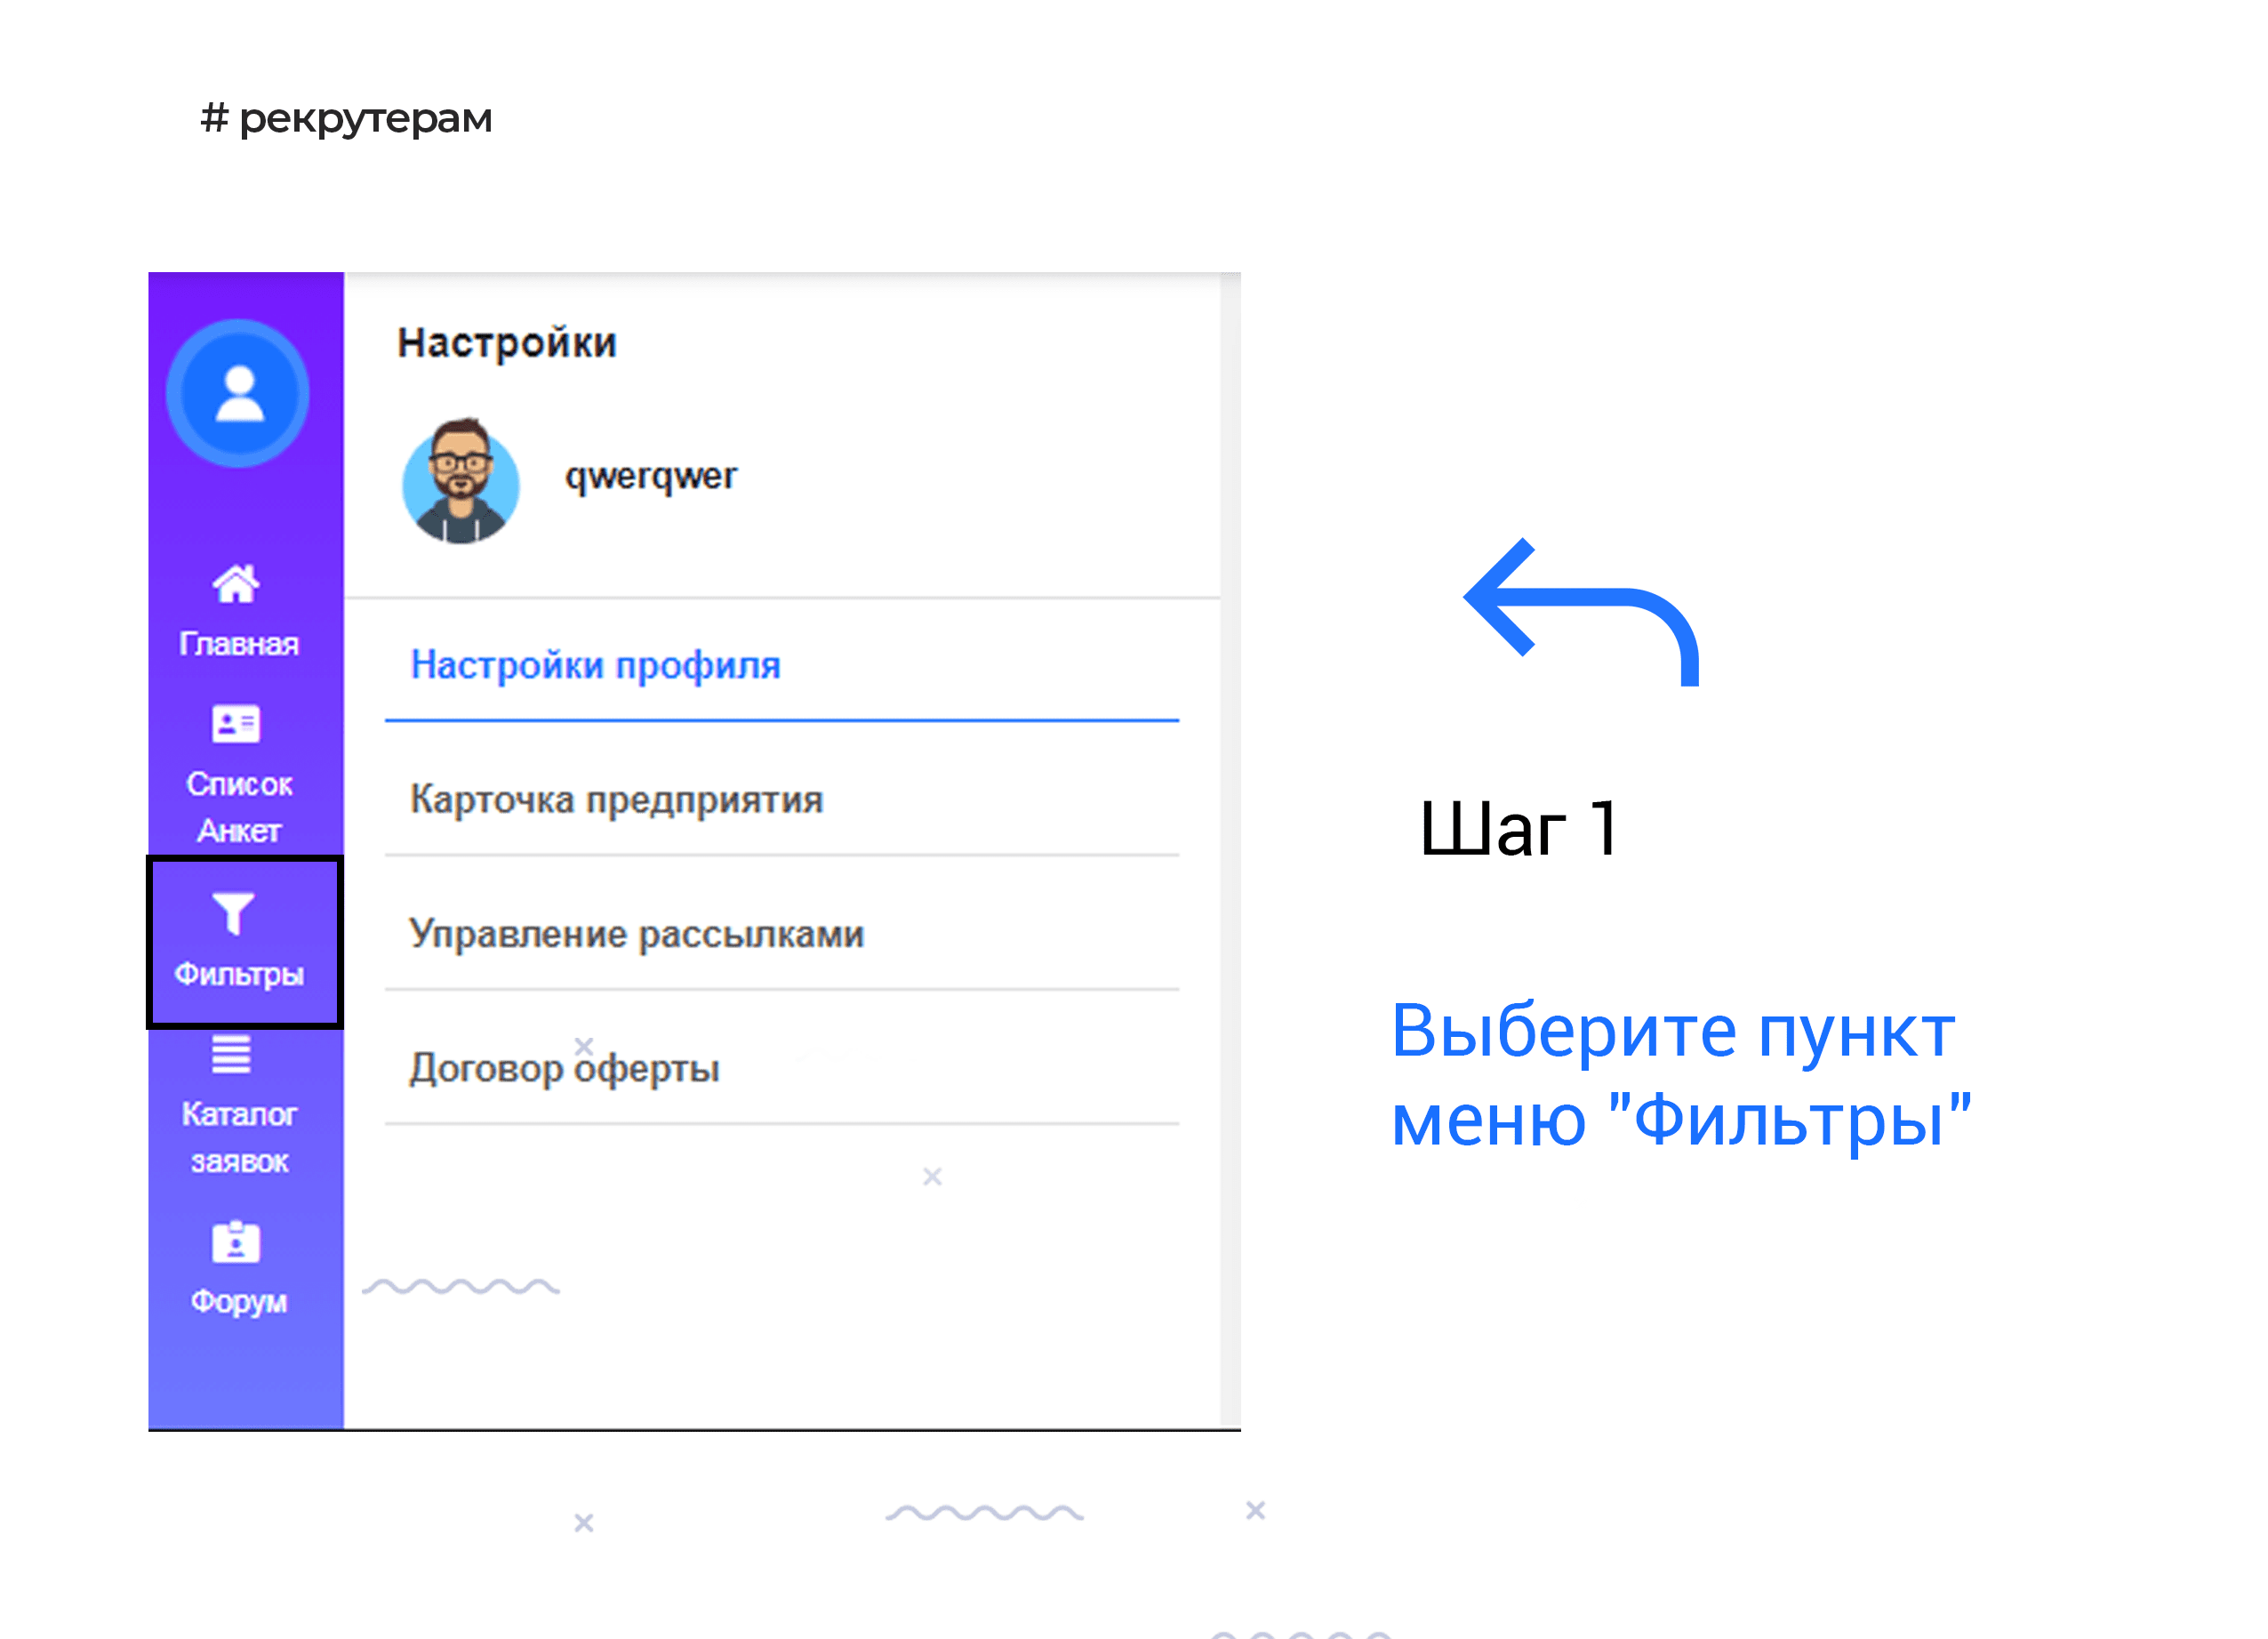 # рекрутерам
Настройки
qwerqwer
Главная
Список
Анкет
Фильтры
Каталог
заявок
Форум
Настройки профиля
Карточка предприятия
Управление рассылками
Договор оферты
Шаг 1
Выберите пункт
меню "Фильтры"